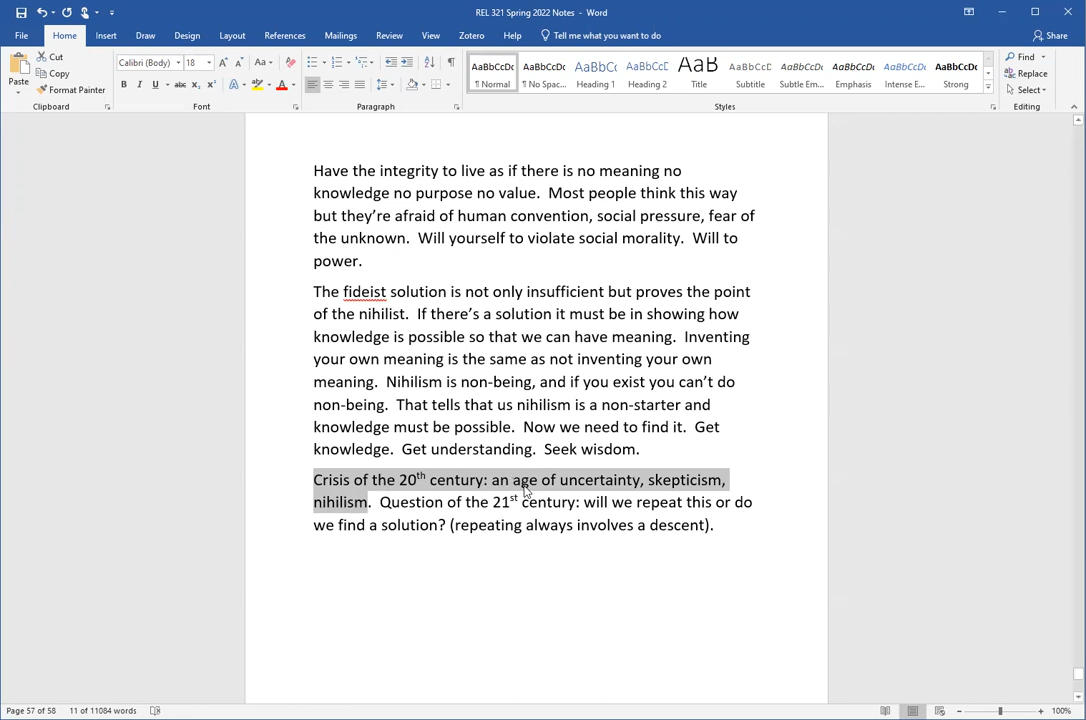 REL 321 Spring 2022 Notes - Word
File Home Insert Draw Design Layout References Mailings Review View Zotero Help Tell me what you want to do Share
Paste Cut Copy Format Painter
Calibri (Body) 18
AaBbCcDc AaBbCcDc AaBbCc AaBbCcD AaB AaBbCcD AaBbCcDc AaBbCcDc AaBbCcDc AaBbCcDc
¶ Normal ¶ No Spac... Heading 1 Heading 2 Title Subtitle Subtle Em... Emphasis Intense E... Strong
Find Replace Select
Clipboard Font Paragraph Styles Editing
Have the integrity to live as if there is no meaning no
knowledge no purpose no value.  Most people think this way
but they’re afraid of human convention, social pressure, fear of
the unknown.  Will yourself to violate social morality.  Will to
power.
The fideist solution is not only insufficient but proves the point
of the nihilist.  If there’s a solution it must be in showing how
knowledge is possible so that we can have meaning.  Inventing
your own meaning is the same as not inventing your own
meaning.  Nihilism is non-being, and if you exist you can’t do
non-being.  That tells that us nihilism is a non-starter and
knowledge must be possible.  Now we need to find it.  Get
knowledge.  Get understanding.  Seek wisdom.
Crisis of the 20th century: an age of uncertainty, skepticism,
nihilism.  Question of the 21st century: will we repeat this or do
we find a solution? (repeating always involves a descent).
Page 57 of 58 11 of 11084 words 100%